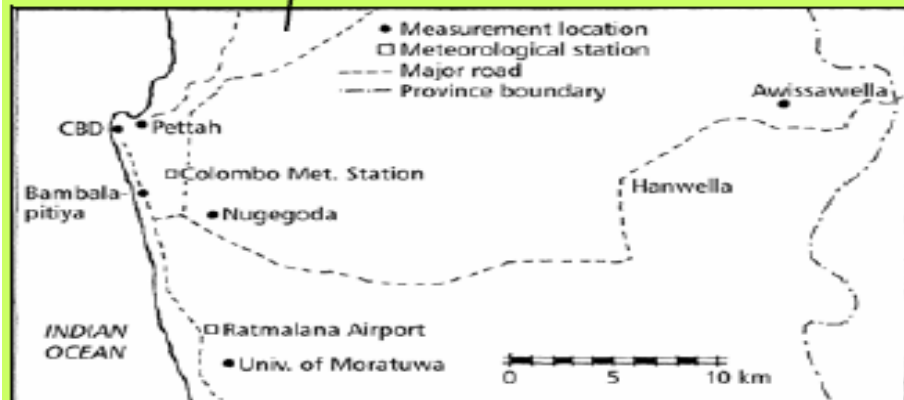 Measurement location
Meteorological station
Major road
Province boundary
Awissawella
CBD
Pettah
Colombo Met. Station
Hanwella
Bambala-
pitiya
Nugegoda
INDIAN
OCEAN
Ratmalana Airport
Univ. of Moratuwa
0 5 10 km